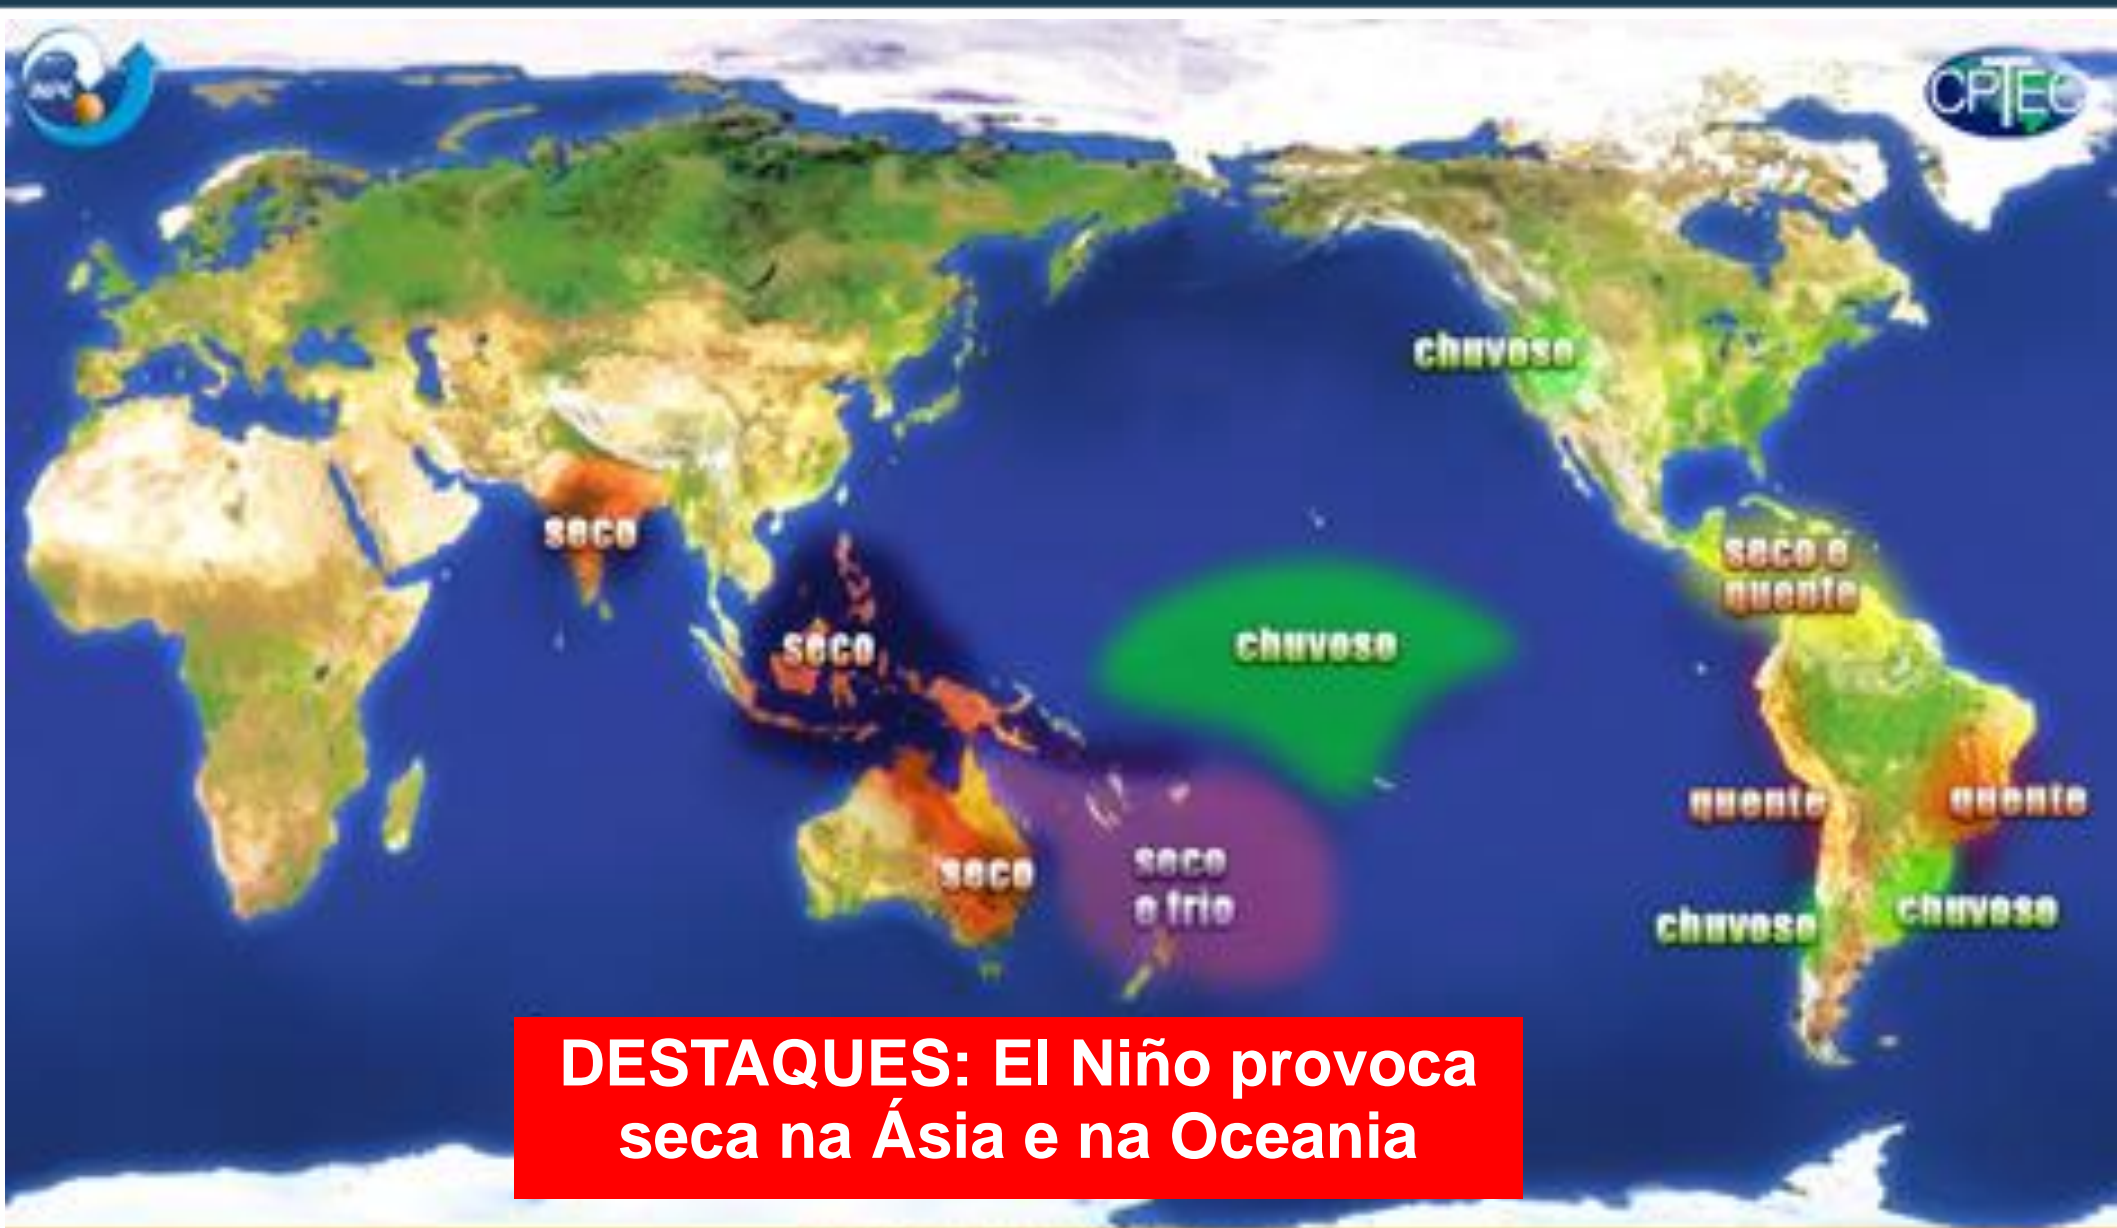 INPE
CPTEC
chuvoso
seco
seco e
quente
seco
chuvoso
quente
quente
seco
seco
e frio
chuvoso
chuvoso
DESTAQUES: El Niño provoca
seca na Ásia e na Oceania